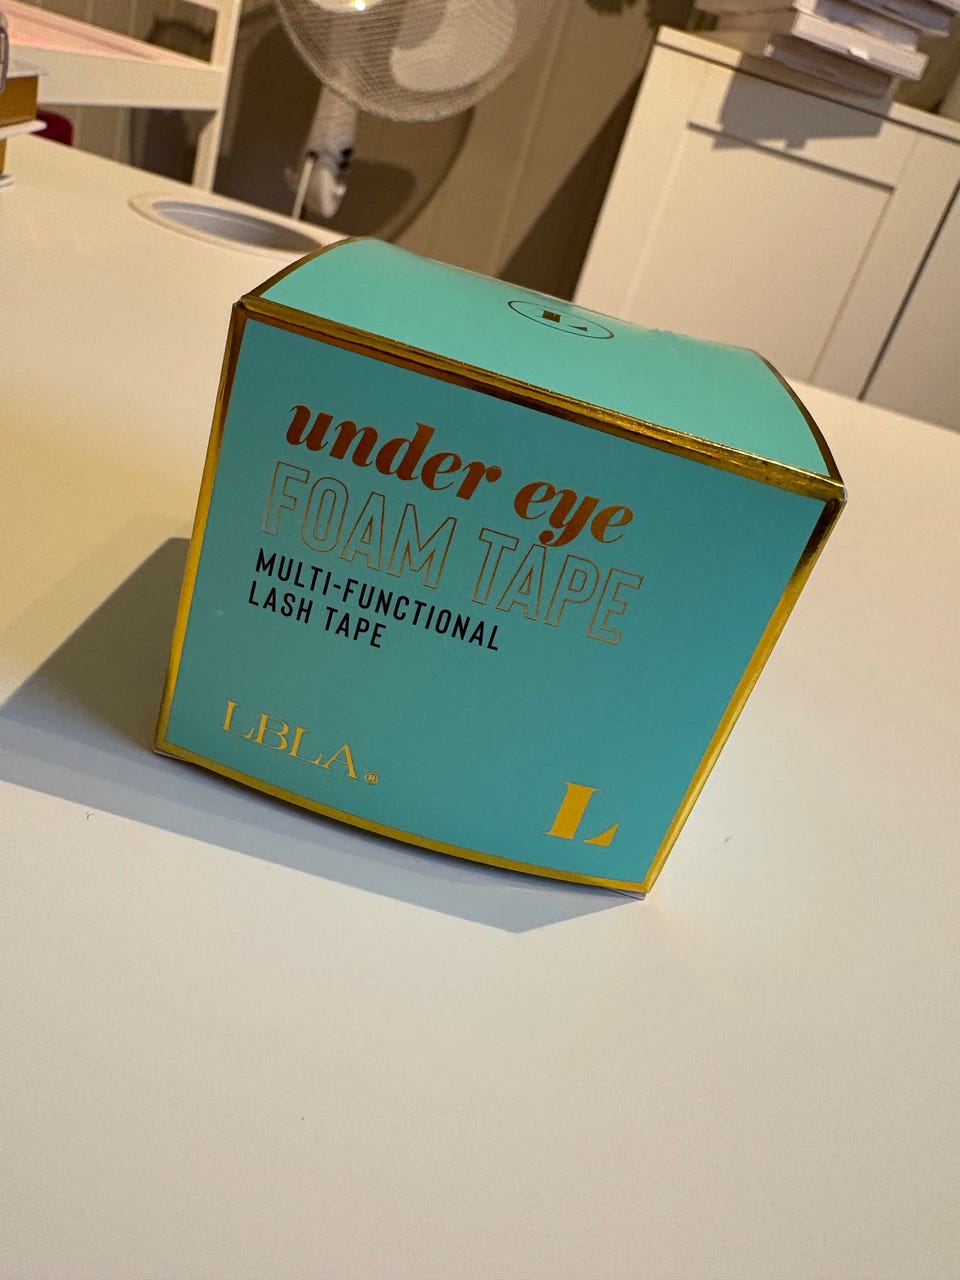 L
under eye
FOAM TAPE
MULTI-FUNCTIONAL
LASH TAPE
LBLA®
L